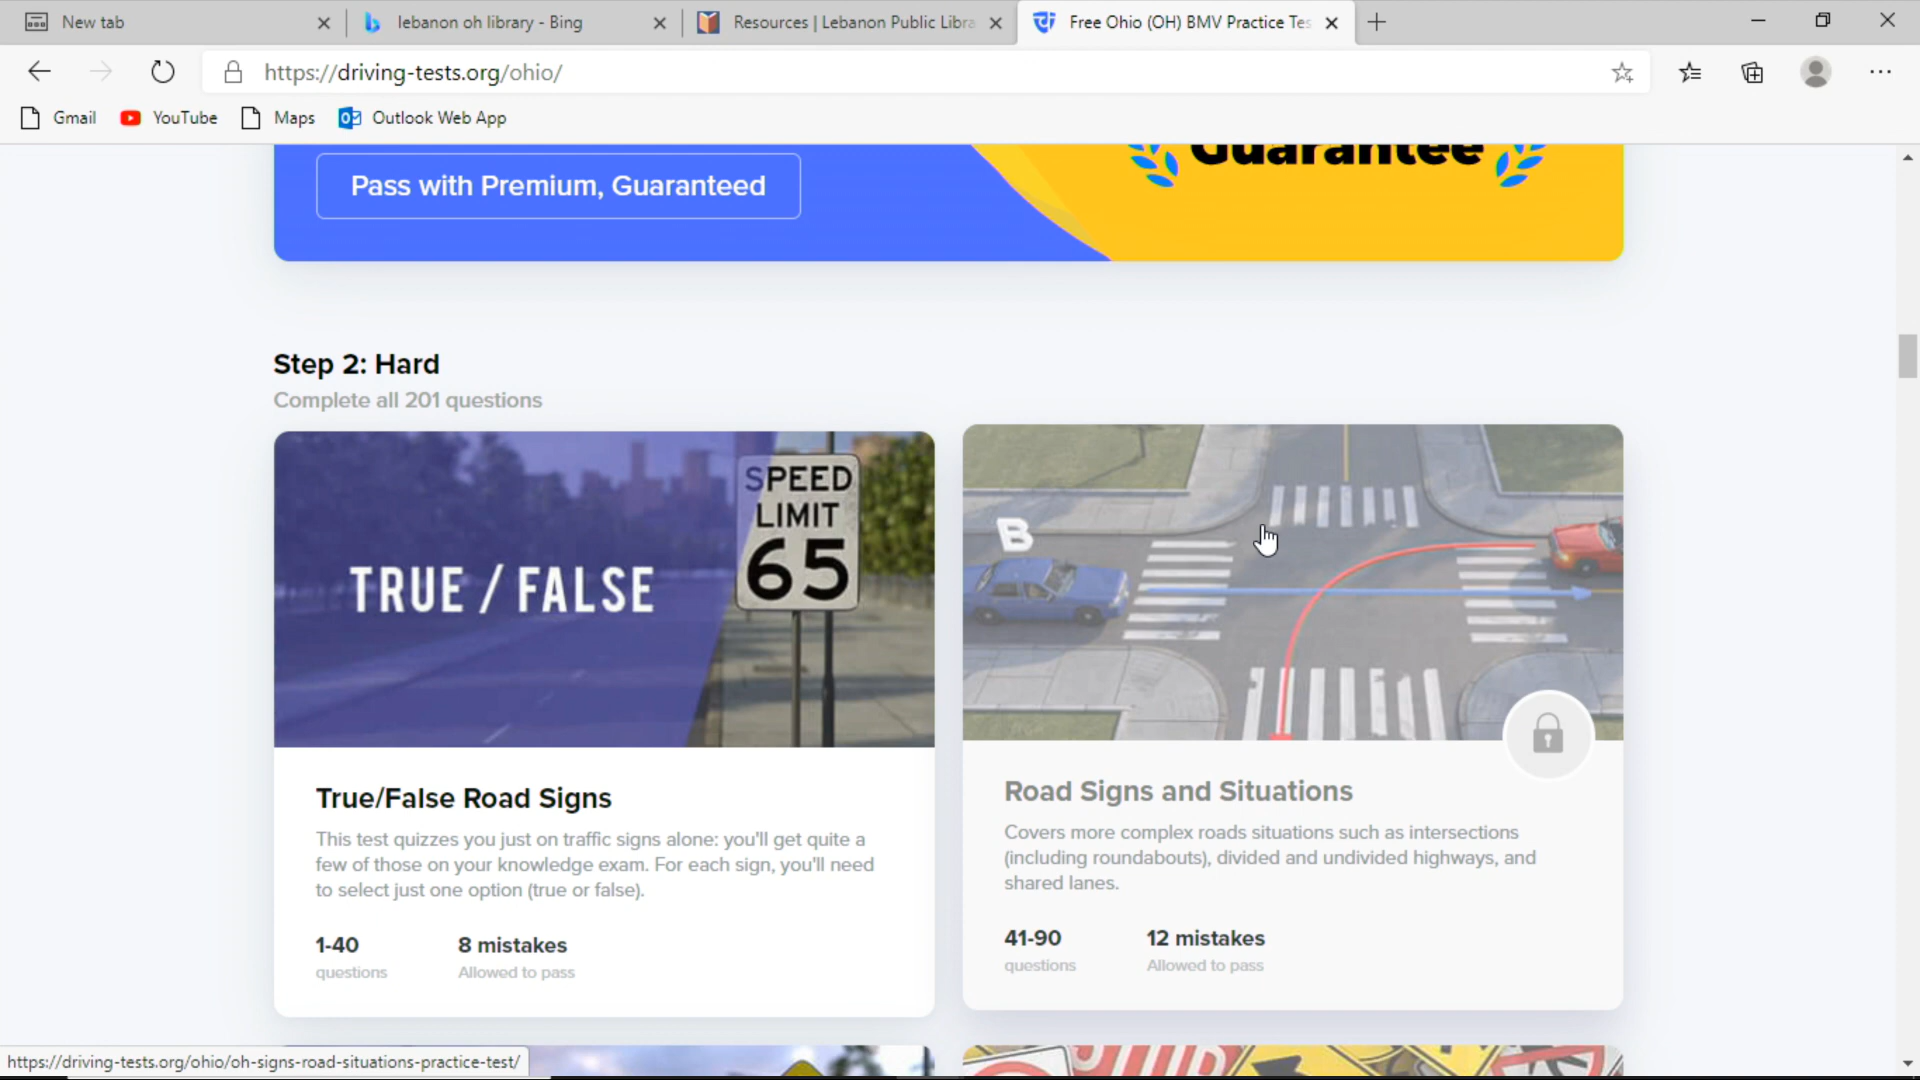 New tab
lebanon oh library - Bing
Resources | Lebanon Public Libra
Free Ohio (OH) BMV Practice Tes
https://driving-tests.org/ohio/
Gmail
YouTube
Maps
Outlook Web App
Pass with Premium, Guaranteed
Guarantee
Step 2: Hard
Complete all 201 questions
SPEED
LIMIT
65
TRUE / FALSE
B
True/False Road Signs
This test quizzes you just on traffic signs alone: you'll get quite a
few of those on your knowledge exam. For each sign, you'll need
to select just one option (true or false).
1-40
questions
8 mistakes
Allowed to pass
Road Signs and Situations
Covers more complex roads situations such as intersections
(including roundabouts), divided and undivided highways, and
shared lanes.
41-90
questions
12 mistakes
Allowed to pass
https://driving-tests.org/ohio/oh-signs-road-situations-practice-test/